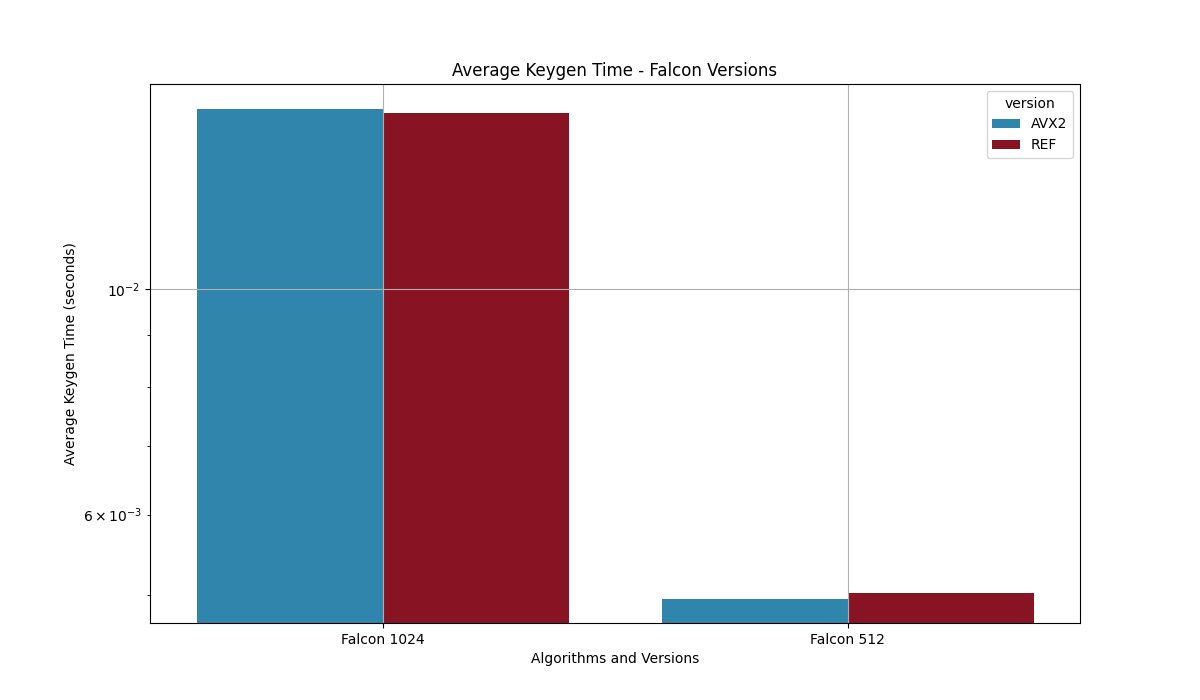 Average Keygen Time - Falcon Versions
version
AVX2
REF
Average Keygen Time (seconds)
10⁻²
6 × 10⁻³
Falcon 1024
Falcon 512
Algorithms and Versions